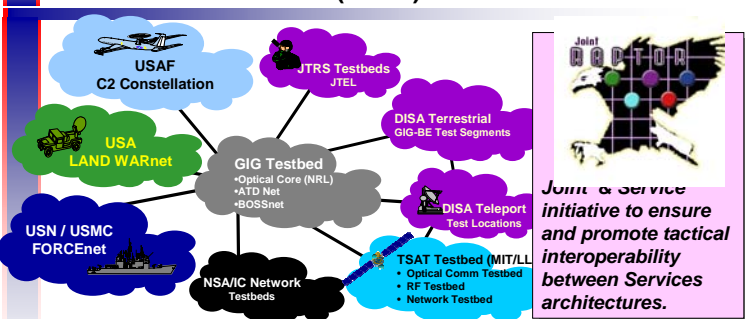 USAF
C2 Constellation
JTRS Testbeds
JTEL
Joint
RAPTOR
DISA Terrestrial
GIG-BE Test Segments
USA
LAND WARnet
GIG Testbed
•Optical Core (NRL)
•ATD Net
•BOSSnet
DISA Teleport
Test Locations
USN / USMC
FORCEnet
NSA/IC Network
Testbeds
TSAT Testbed (MIT/LL
• Optical Comm Testbed
• RF Testbed
• Network Testbed
Joint & Service
initiative to ensure
and promote tactical
interoperability
between Services
architectures.